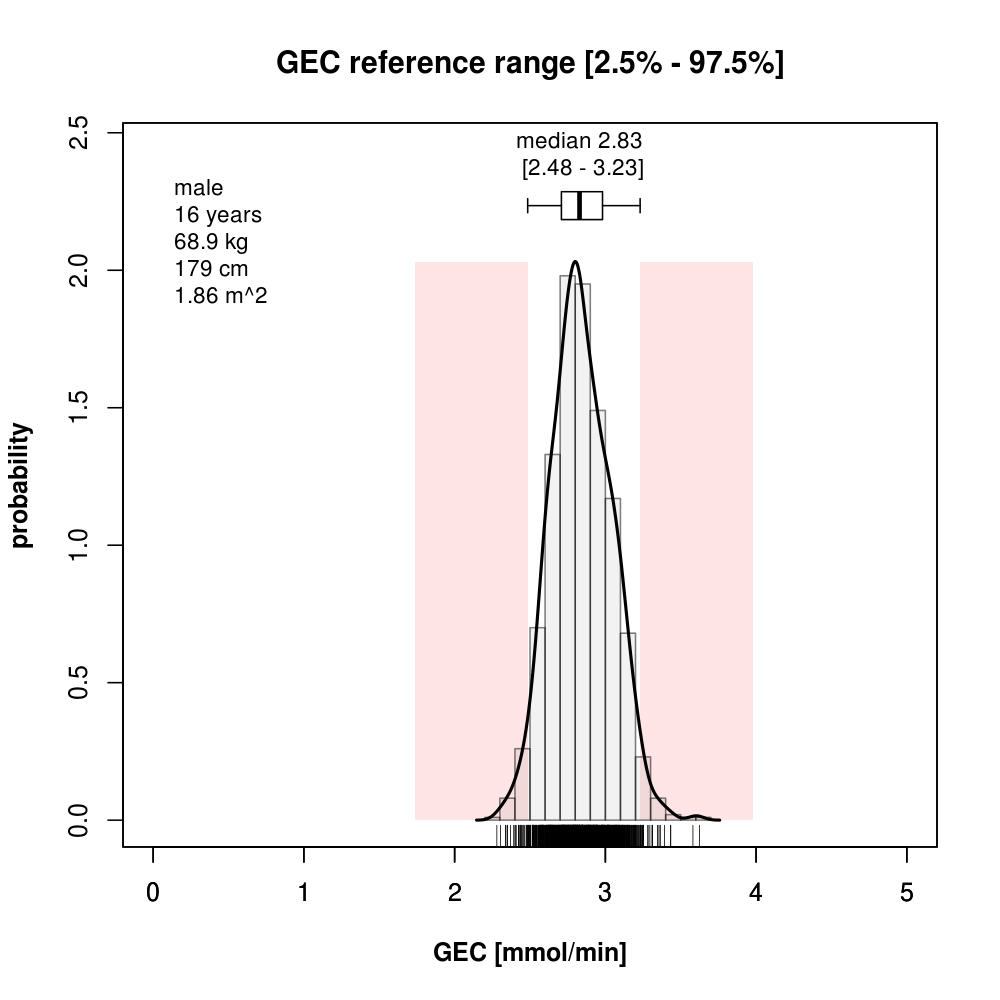 GEC reference range [2.5% - 97.5%]
median 2.83
[2.48 - 3.23]
male
16 years
68.9 kg
179 cm
1.86 m^2
2.5
2.0
1.5
1.0
0.5
0.0
probability
0 1 2 3 4 5
GEC [mmol/min]